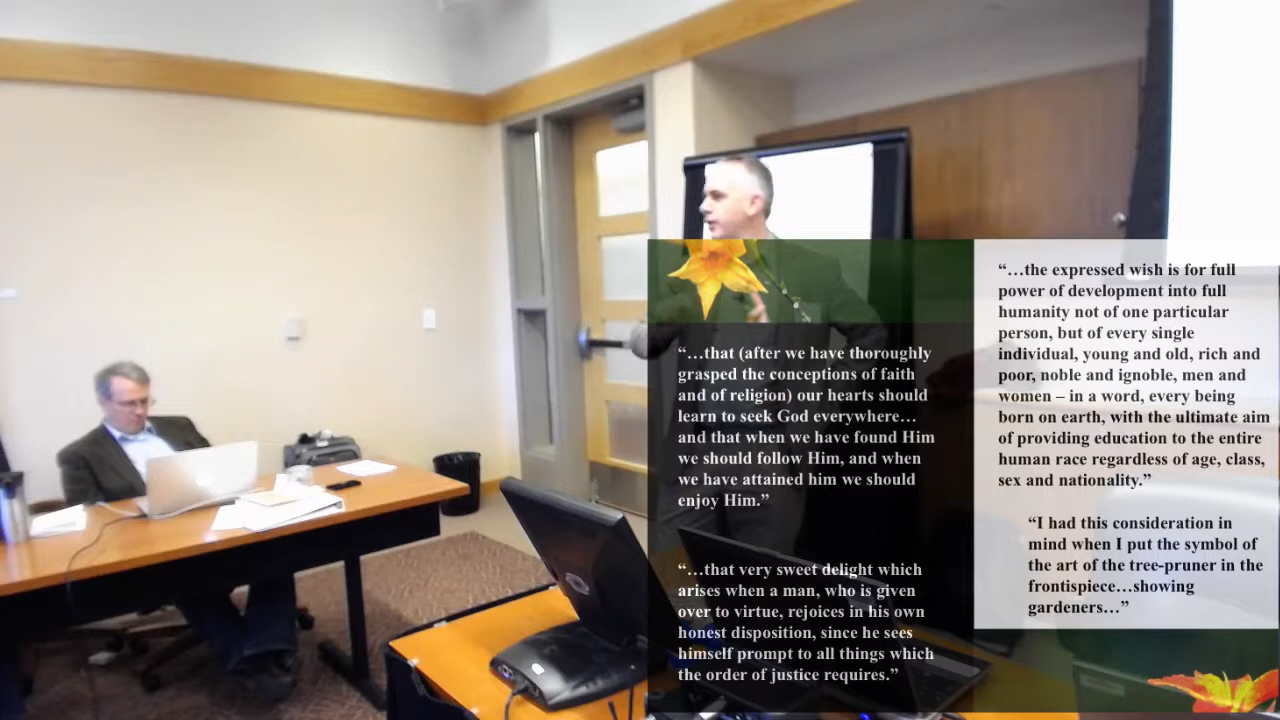 “…that (after we have thoroughly
grasped the conceptions of faith
and of religion) our hearts should
learn to seek God everywhere…
and that when we have found Him
we should follow Him, and when
we have attained him we should
enjoy Him.”
“…that very sweet delight which
arises when a man, who is given
over to virtue, rejoices in his own
honest disposition, since he sees
himself prompt to all things which
the order of justice requires.”
“…the expressed wish is for full
power of development into full
humanity not of one particular
person, but of every single
individual, young and old, rich and
poor, noble and ignoble, men and
women – in a word, every being
born on earth, with the ultimate aim
of providing education to the entire
human race regardless of age, class,
sex and nationality.”
“I had this consideration in
mind when I put the symbol of
the art of the tree-pruner in the
frontispiece…showing
gardeners…”